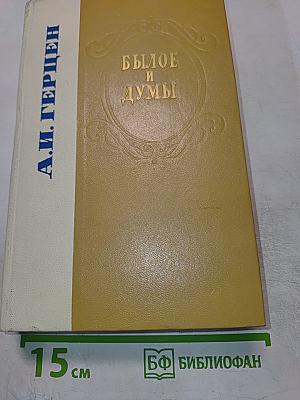 А.И. ГЕРЦЕН
БЫЛОЕ
И
ДУМЫ
15 см
БФ БИБЛИОФАН